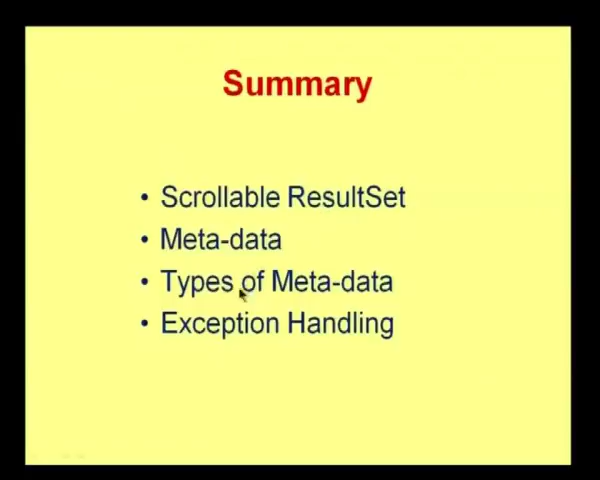 Summary
• Scrollable ResultSet
• Meta-data
• Types of Meta-data
• Exception Handling